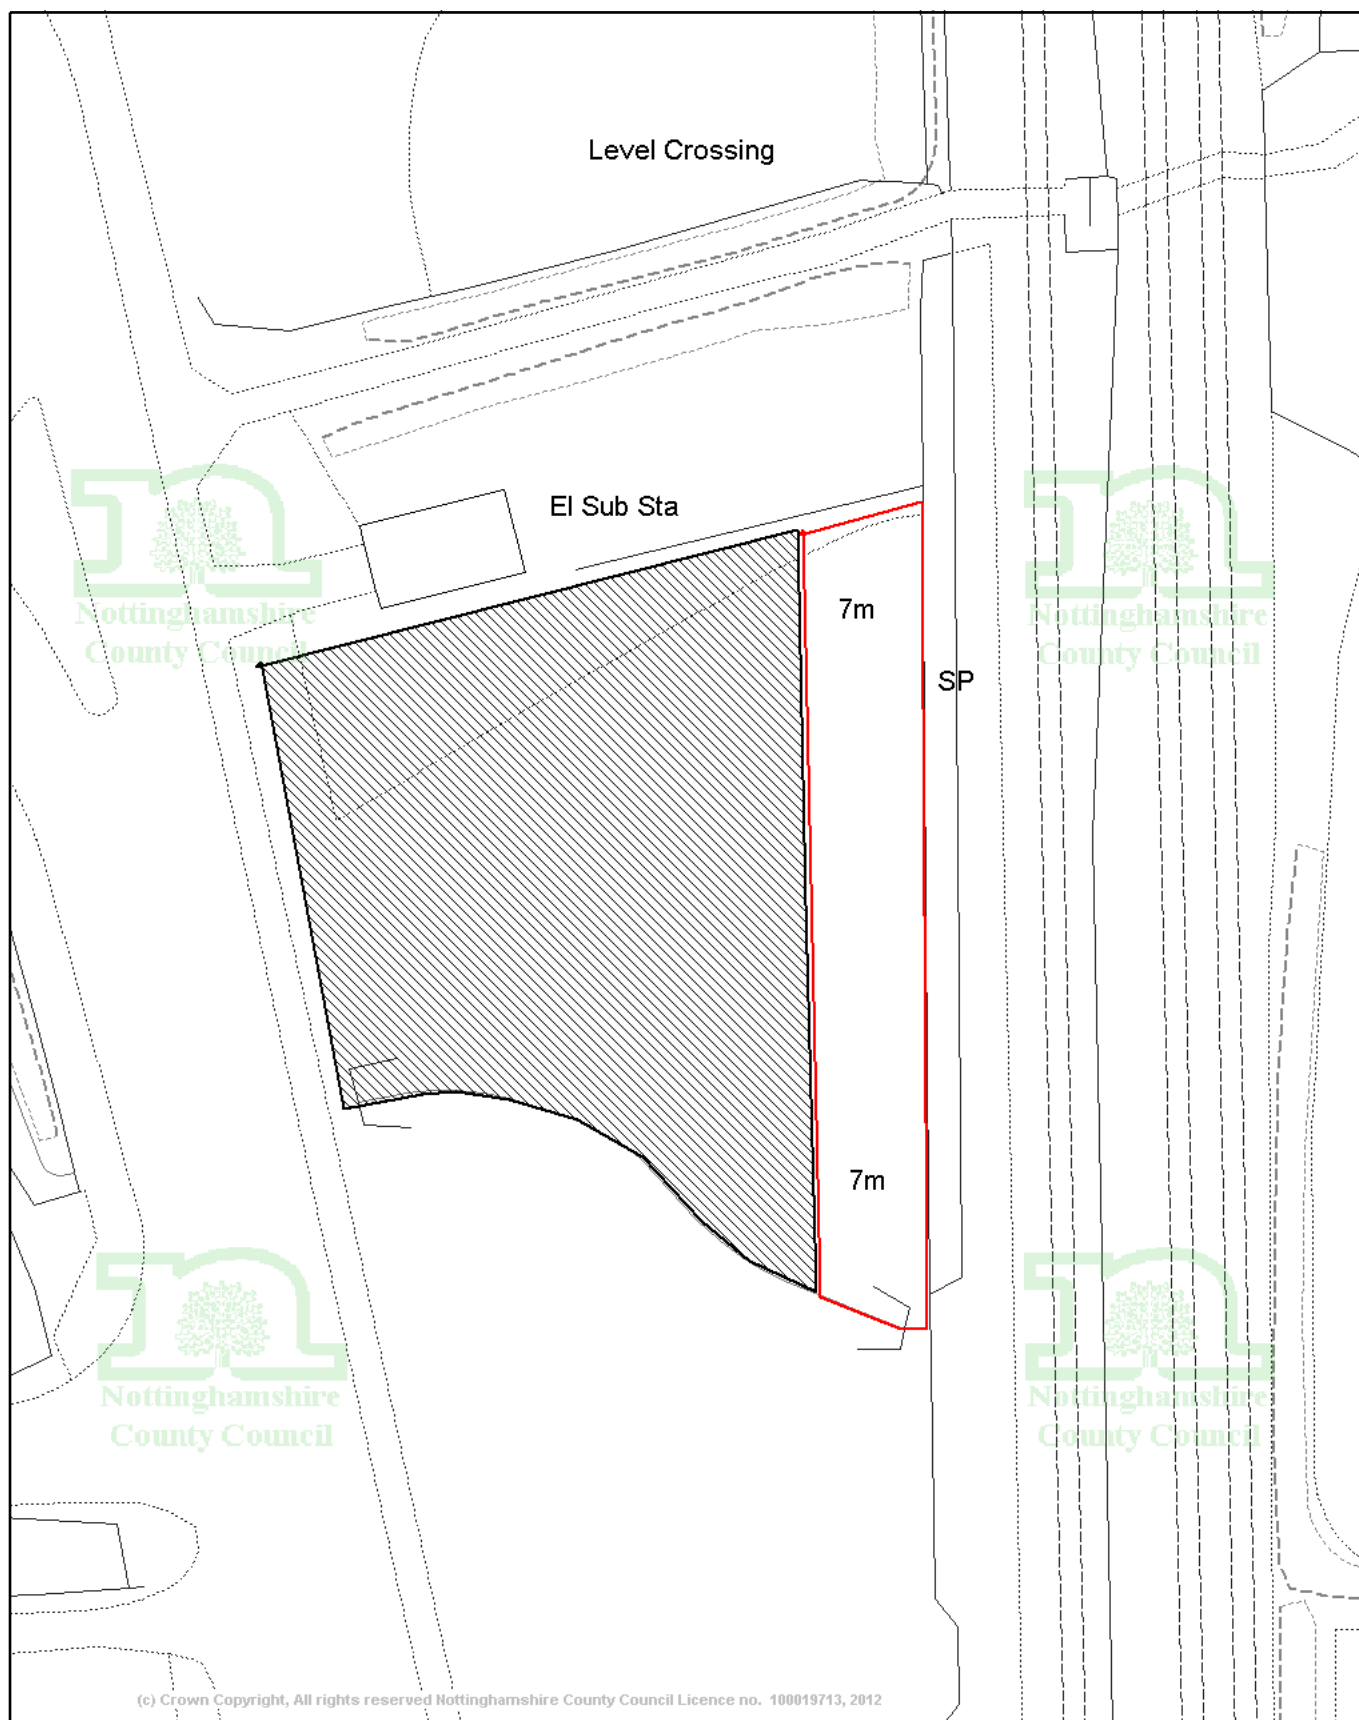 Level Crossing
El Sub Sta
Nottinghamshire
County Council
Nottinghamshire
County Council
7m
SP
7m
Nottinghamshire
County Council
Nottinghamshire
County Council
(c) Crown Copyright, All rights reserved Nottinghamshire County Council Licence no. 100019713, 2012